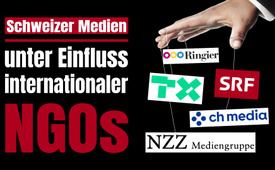 Schweizer Medien
unter Einfluss
internationaler
NGOs
Ringier
TX
SRF
ch media
NZZ Mediengruppe